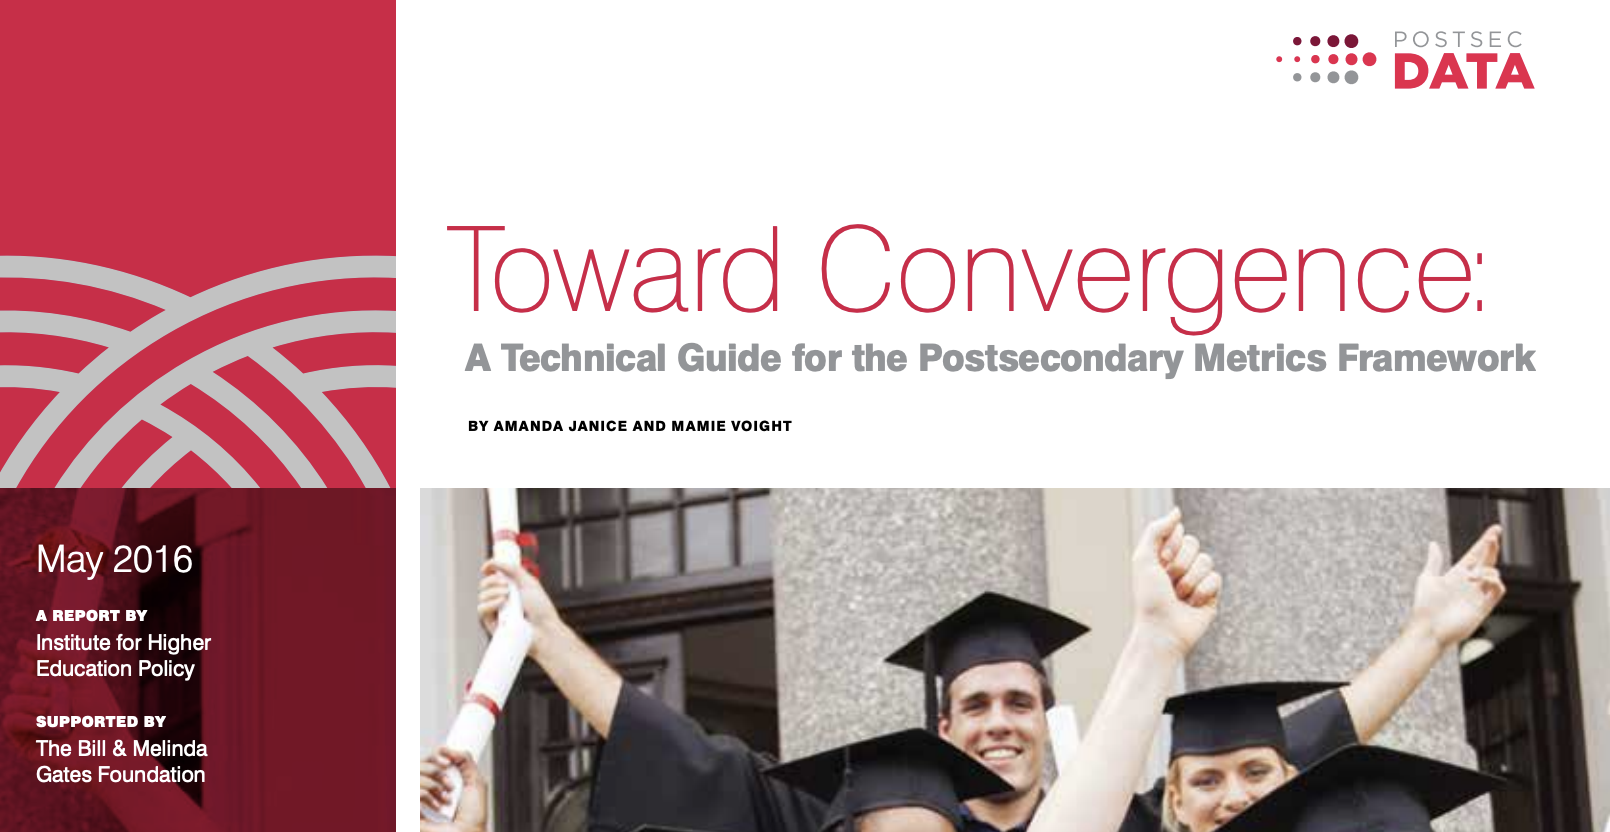 POSTSEC
DATA
Toward Convergence:
A Technical Guide for the Postsecondary Metrics Framework
BY AMANDA JANICE AND MAMIE VOIGHT
May 2016
A REPORT BY
Institute for Higher
Education Policy
SUPPORTED BY
The Bill & Melinda
Gates Foundation